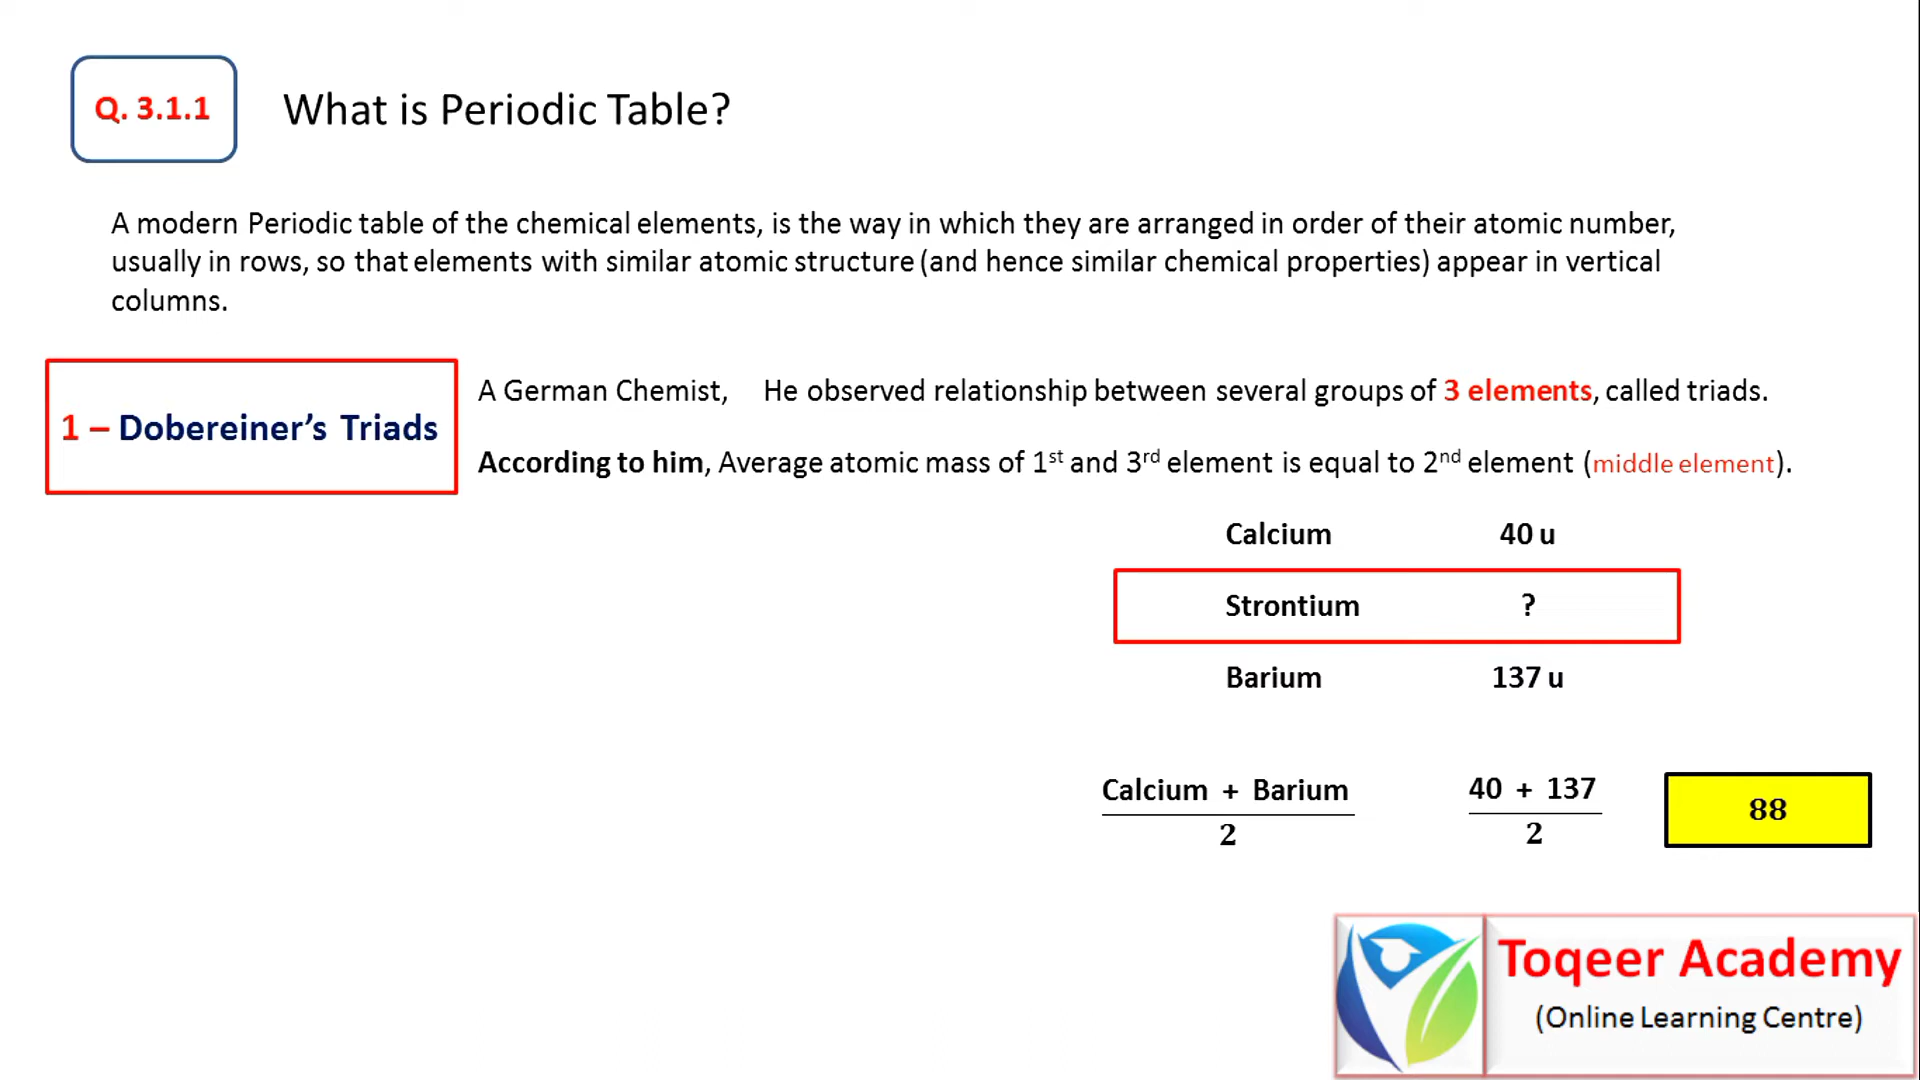 Q. 3.1.1
What is Periodic Table?
A modern Periodic table of the chemical elements, is the way in which they are arranged in order of their atomic number,
usually in rows, so that elements with similar atomic structure (and hence similar chemical properties) appear in vertical
columns.
1 – Dobereiner’s Triads
A German Chemist, He observed relationship between several groups of 3 elements, called triads.
According to him, Average atomic mass of 1st and 3rd element is equal to 2nd element (middle element).
Calcium 40 u
Strontium ?
Barium 137 u
Calcium + Barium
2
40 + 137
2
88
Toqeer Academy
(Online Learning Centre)